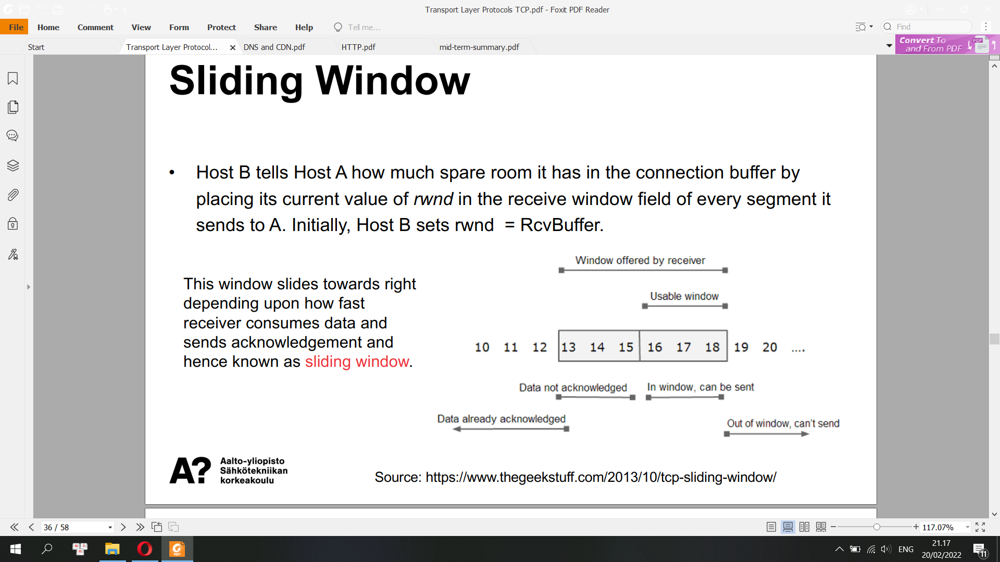 Transport Layer Protocols TCP.pdf - Foxit PDF Reader
File Home Comment View Form Protect Share Help Tell me... Find
Start Transport Layer Protocol... DNS and CDN.pdf HTTP.pdf mid-term-summary.pdf
Convert To
and From PDF
PDF
Sliding Window
• Host B tells Host A how much spare room it has in the connection buffer by
placing its current value of rwnd in the receive window field of every segment it
sends to A. Initially, Host B sets rwnd = RcvBuffer.
This window slides towards right
depending upon how fast
receiver consumes data and
sends acknowledgement and
hence known as sliding window.
Window offered by receiver
Usable window
10 11 12 13 14 15 16 17 18 19 20 ....
Data not acknowledged In window, can be sent
Data already acknowledged
Out of window, can't send
A?
Aalto-yliopisto
Sähkötekniikan
korkeakoulu
Source: https://www.thegeekstuff.com/2013/10/tcp-sliding-window/
36 / 58
117.07%
PDF
ENG
21.17
20/02/2022
11